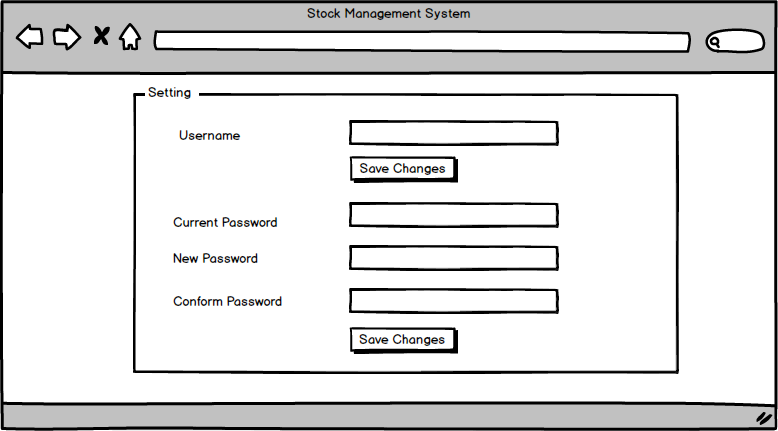 Stock Management System
Setting
Username
Save Changes
Current Password
New Password
Conform Password
Save Changes